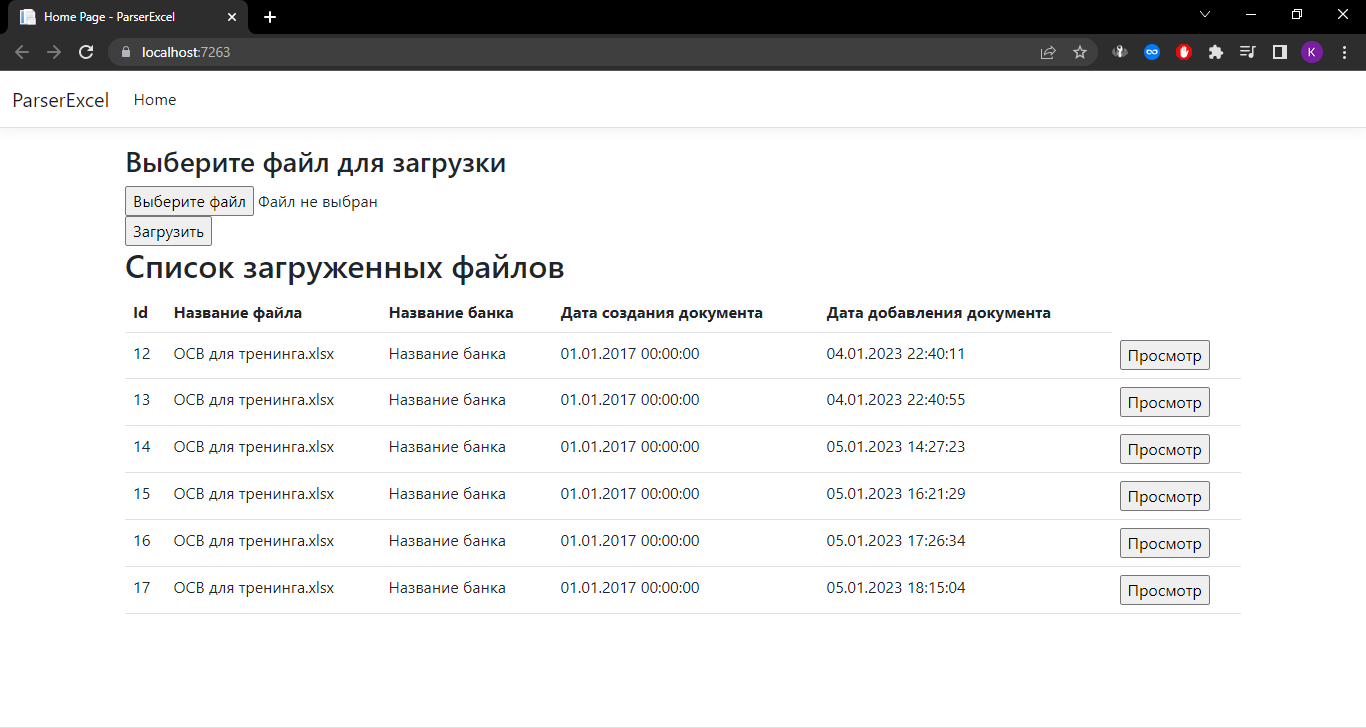 Home Page - ParserExcel
localhost:7263
K
ParserExcel Home
Выберите файл для загрузки
Выберите файл Файл не выбран
Загрузить
Список загруженных файлов
Id Название файла Название банка Дата создания документа Дата добавления документа
12 ОСВ для тренинга.xlsx Название банка 01.01.2017 00:00:00 04.01.2023 22:40:11 Просмотр
13 ОСВ для тренинга.xlsx Название банка 01.01.2017 00:00:00 04.01.2023 22:40:55 Просмотр
14 ОСВ для тренинга.xlsx Название банка 01.01.2017 00:00:00 05.01.2023 14:27:23 Просмотр
15 ОСВ для тренинга.xlsx Название банка 01.01.2017 00:00:00 05.01.2023 16:21:29 Просмотр
16 ОСВ для тренинга.xlsx Название банка 01.01.2017 00:00:00 05.01.2023 17:26:34 Просмотр
17 ОСВ для тренинга.xlsx Название банка 01.01.2017 00:00:00 05.01.2023 18:15:04 Просмотр